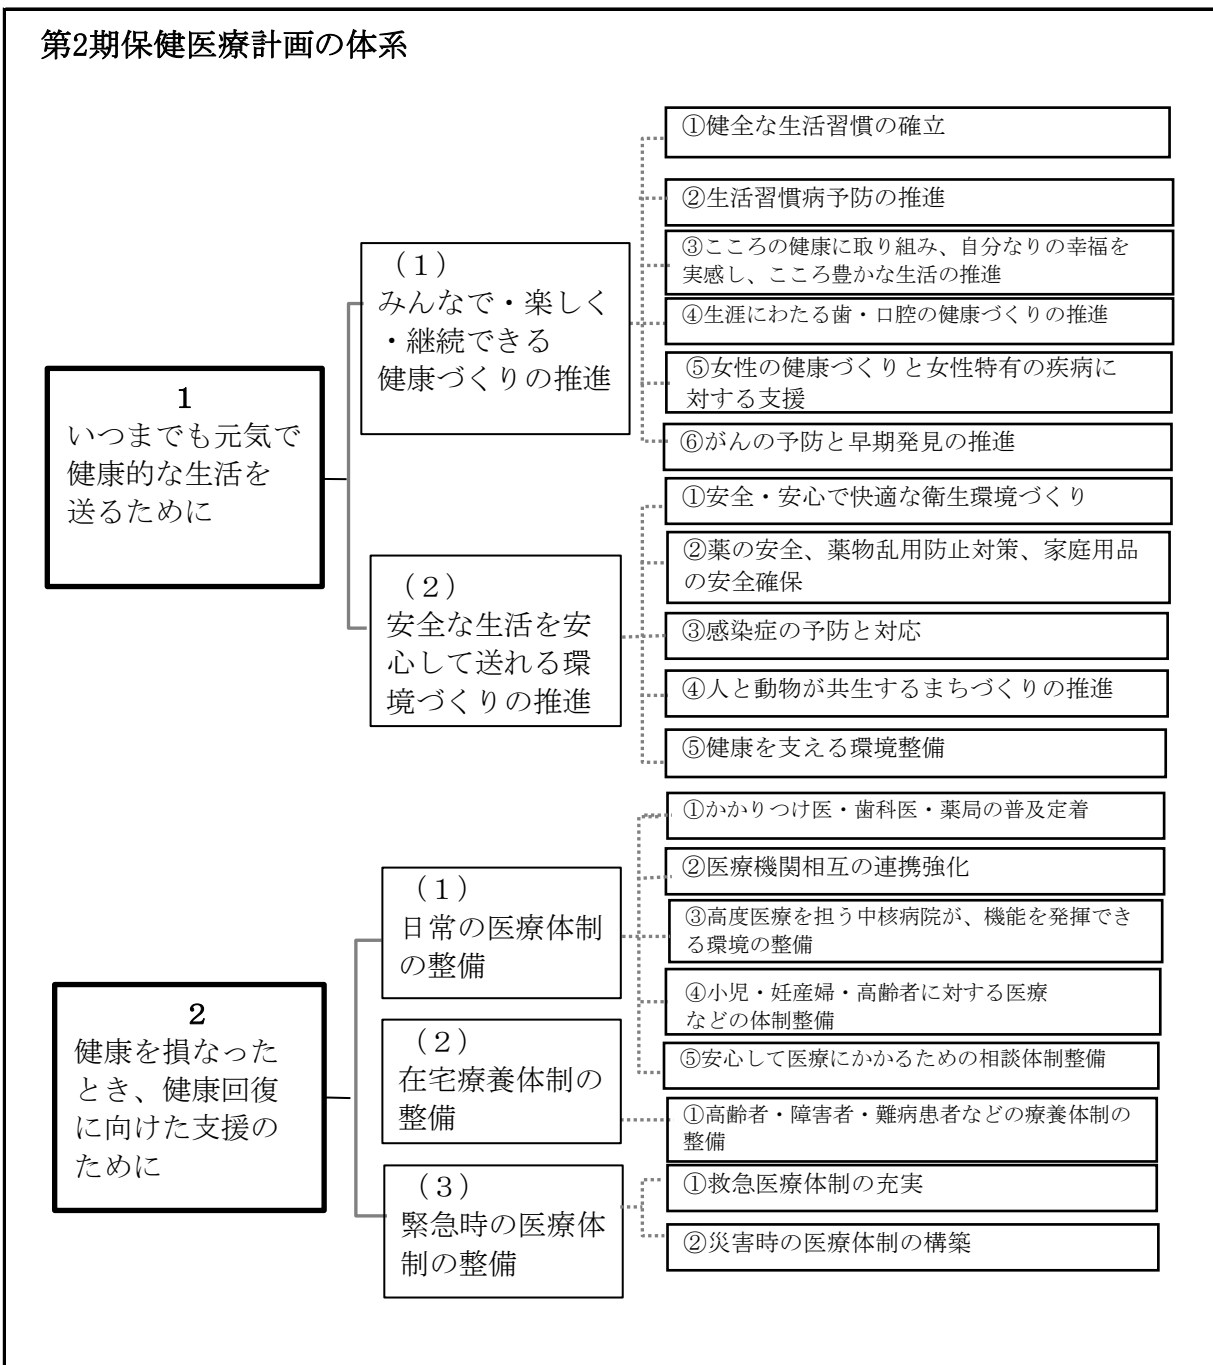 第2期保健医療計画の体系
1
いつまでも元気で
健康的な生活を
送るために
（１）
みんなで・楽しく
・継続できる
健康づくりの推進
①健全な生活習慣の確立
②生活習慣病予防の推進
③こころの健康に取り組み、自分なりの幸福を
実感し、こころ豊かな生活の推進
④生涯にわたる歯・口腔の健康づくりの推進
⑤女性の健康づくりと女性特有の疾病に
対する支援
⑥がんの予防と早期発見の推進
（２）
安全な生活を安
心して送れる環
境づくりの推進
①安全・安心で快適な衛生環境づくり
②薬の安全、薬物乱用防止対策、家庭用品
の安全確保
③感染症の予防と対応
④人と動物が共生するまちづくりの推進
⑤健康を支える環境整備
2
健康を損なった
とき、健康回復
に向けた支援の
ために
（１）
日常の医療体制
の整備
①かかりつけ医・歯科医・薬局の普及定着
②医療機関相互の連携強化
③高度医療を担う中核病院が、機能を発揮でき
る環境の整備
④小児・妊産婦・高齢者に対する医療
などの体制整備
⑤安心して医療にかかるための相談体制整備
（２）
在宅療養体制の
整備
①高齢者・障害者・難病患者などの療養体制の
整備
（３）
緊急時の医療体
制の整備
①救急医療体制の充実
②災害時の医療体制の構築